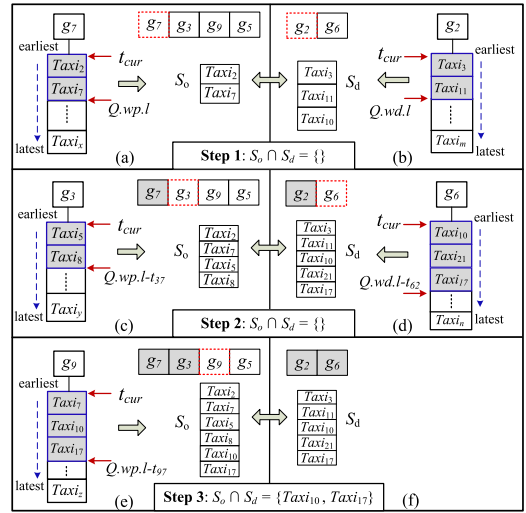 g7
earliest
Taxi2
Taxi7
Taxix
latest
tcur
Q.wp.l
g7 g3 g9 g5
So
Taxi2
Taxi7
(a)
g2 g6
Sd
Taxi3
Taxi11
Taxi10
tcur
Q.wd.l
g2
earliest
Taxi3
Taxi11
Taxim
latest
(b)
Step 1: So ∩ Sd = {}
g3
earliest
Taxi5
Taxi8
Taxiy
latest
tcur
Q.wp.l-t37
g7 g3 g9 g5
So
Taxi2
Taxi7
Taxi5
Taxi8
(c)
g2 g6
Sd
Taxi3
Taxi11
Taxi10
Taxi21
Taxi17
tcur
Q.wd.l-t62
g6
earliest
Taxi10
Taxi21
Taxi17
Taxin
latest
(d)
Step 2: So ∩ Sd = {}
g9
earliest
Taxi7
Taxi10
Taxi17
Taxiz
latest
tcur
Q.wp.l-t97
g7 g3 g9 g5
So
Taxi2
Taxi7
Taxi5
Taxi8
Taxi10
Taxi17
(e)
g2 g6
Sd
Taxi3
Taxi11
Taxi10
Taxi21
Taxi17
(f)
Step 3: So ∩ Sd = {Taxi10, Taxi17}